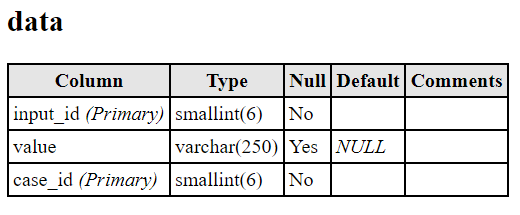 data
Column Type Null Default Comments
input_id (Primary) smallint(6) No
value varchar(250) Yes NULL
case_id (Primary) smallint(6) No